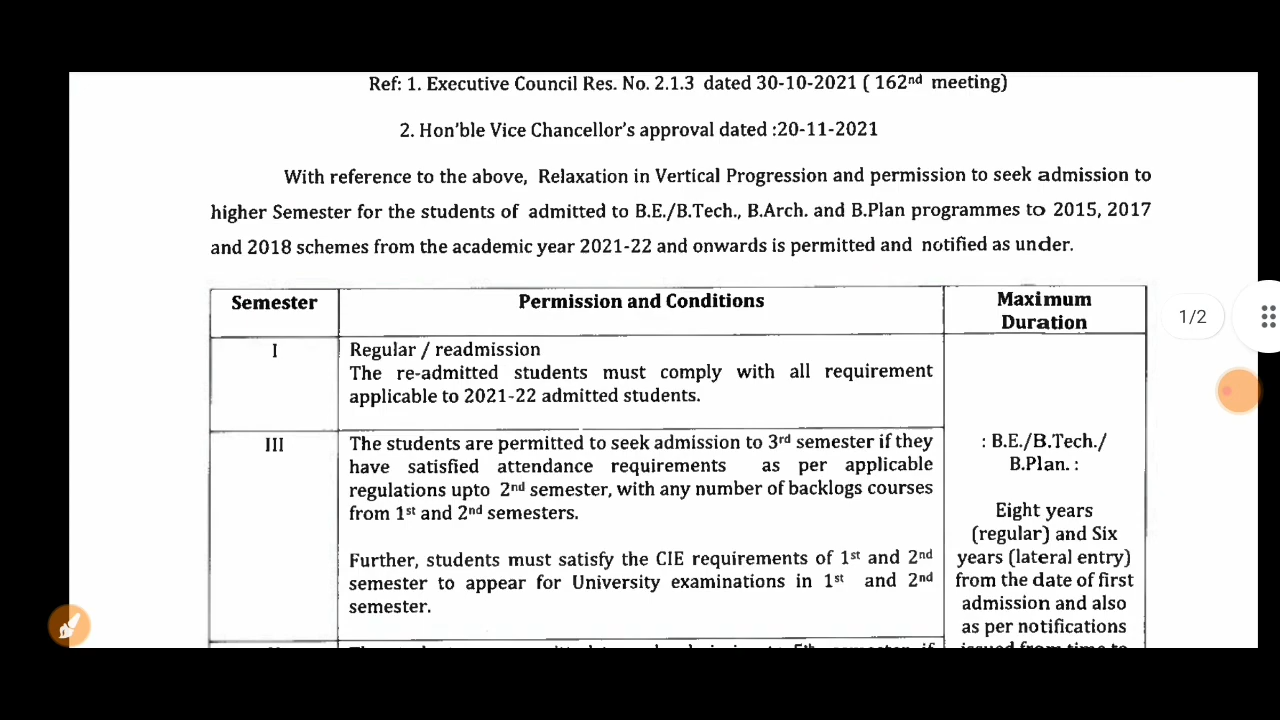 Ref: 1. Executive Council Res. No. 2.1.3 dated 30-10-2021 ( 162nd meeting)
2. Hon'ble Vice Chancellor's approval dated :20-11-2021
With reference to the above, Relaxation in Vertical Progression and permission to seek admission to
higher Semester for the students of admitted to B.E./B.Tech., B.Arch. and B.Plan programmes to 2015, 2017
and 2018 schemes from the academic year 2021-22 and onwards is permitted and notified as under.
Semester
Permission and Conditions
Maximum
Duration
I
Regular / readmission
The re-admitted students must comply with all requirement
applicable to 2021-22 admitted students.
III
The students are permitted to seek admission to 3rd semester if they
have satisfied attendance requirements as per applicable
regulations upto 2nd semester, with any number of backlogs courses
from 1st and 2nd semesters.
Further, students must satisfy the CIE requirements of 1st and 2nd
semester to appear for University examinations in 1st and 2nd
semester.
: B.E./B.Tech./
B.Plan. :
Eight years
(regular) and Six
years (lateral entry)
from the date of first
admission and also
as per notifications
issued from time to
5th semester if
1/2